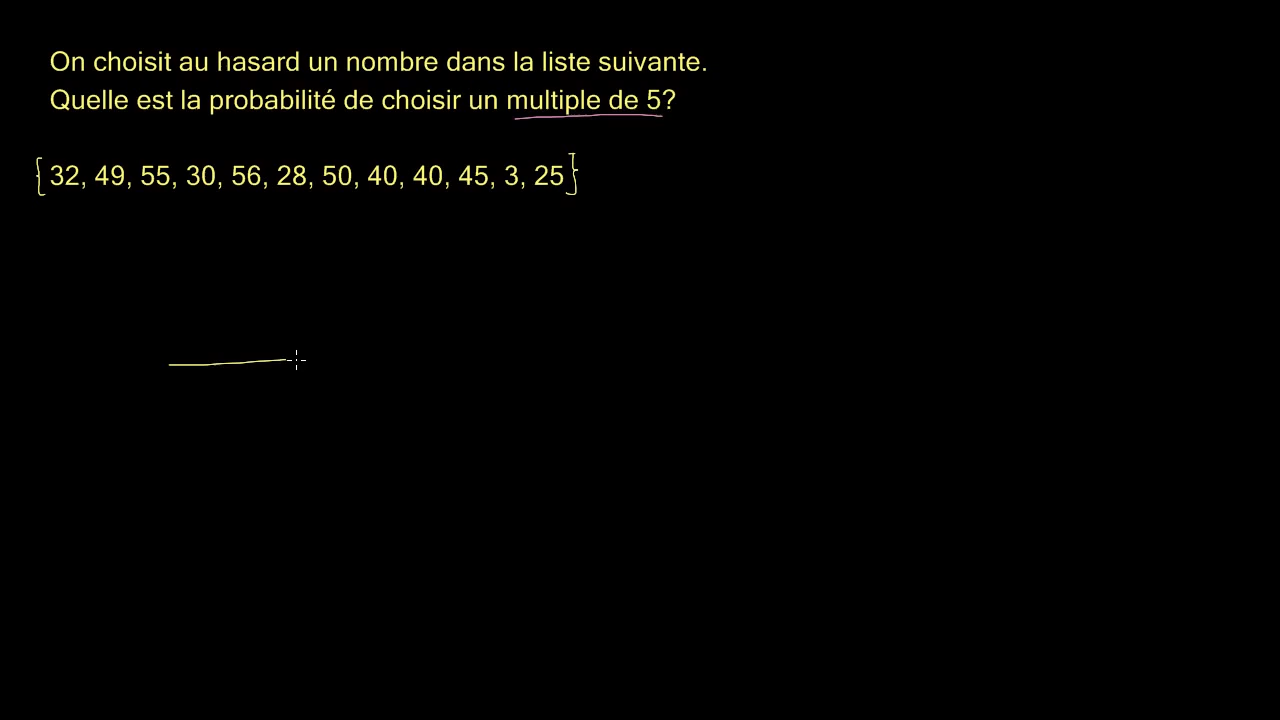 On choisit au hasard un nombre dans la liste suivante.
Quelle est la probabilité de choisir un multiple de 5?
{32, 49, 55, 30, 56, 28, 50, 40, 40, 45, 3, 25}